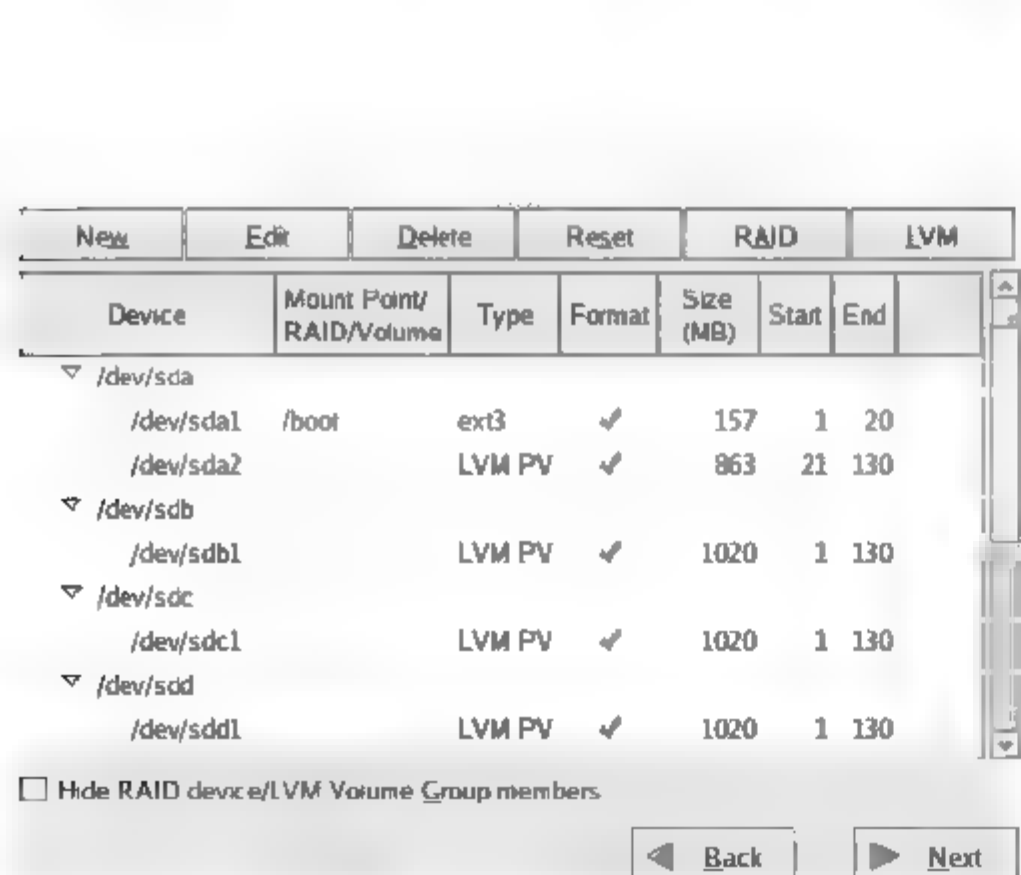 New Edit Delete Reset RAID LVM
Device Mount Point/ RAID/Volume Type Format Size (MB) Start End
/dev/sda
/dev/sda1 /boot ext3 157 1 20
/dev/sda2 LVM PV 863 21 130
/dev/sdb
/dev/sdb1 LVM PV 1020 1 130
/dev/sdc
/dev/sdc1 LVM PV 1020 1 130
/dev/sdd
/dev/sdd1 LVM PV 1020 1 130
Hide RAID device/LVM Volume Group members
Back Next